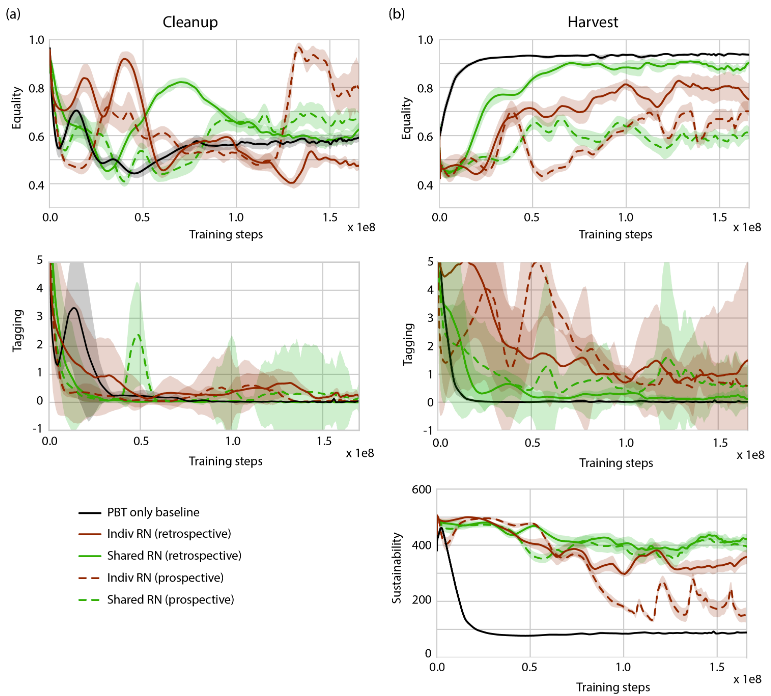 (a)
Cleanup
(b)
Harvest
1.0
0.8
0.6
0.4
Equality
0.0
0.5
1.0
1.5
x 1e8
Training steps
1.0
0.8
0.6
0.4
Equality
0.0
0.5
1.0
1.5
x 1e8
Training steps
5
4
3
2
1
0
-1
Tagging
0.0
0.5
1.0
1.5
x 1e8
Training steps
5
4
3
2
1
0
-1
Tagging
0.0
0.5
1.0
1.5
x 1e8
Training steps
PBT only baseline
Indiv RN (retrospective)
Shared RN (retrospective)
Indiv RN (prospective)
Shared RN (prospective)
600
400
200
0
Sustainability
0.0
0.5
1.0
1.5
x 1e8
Training steps